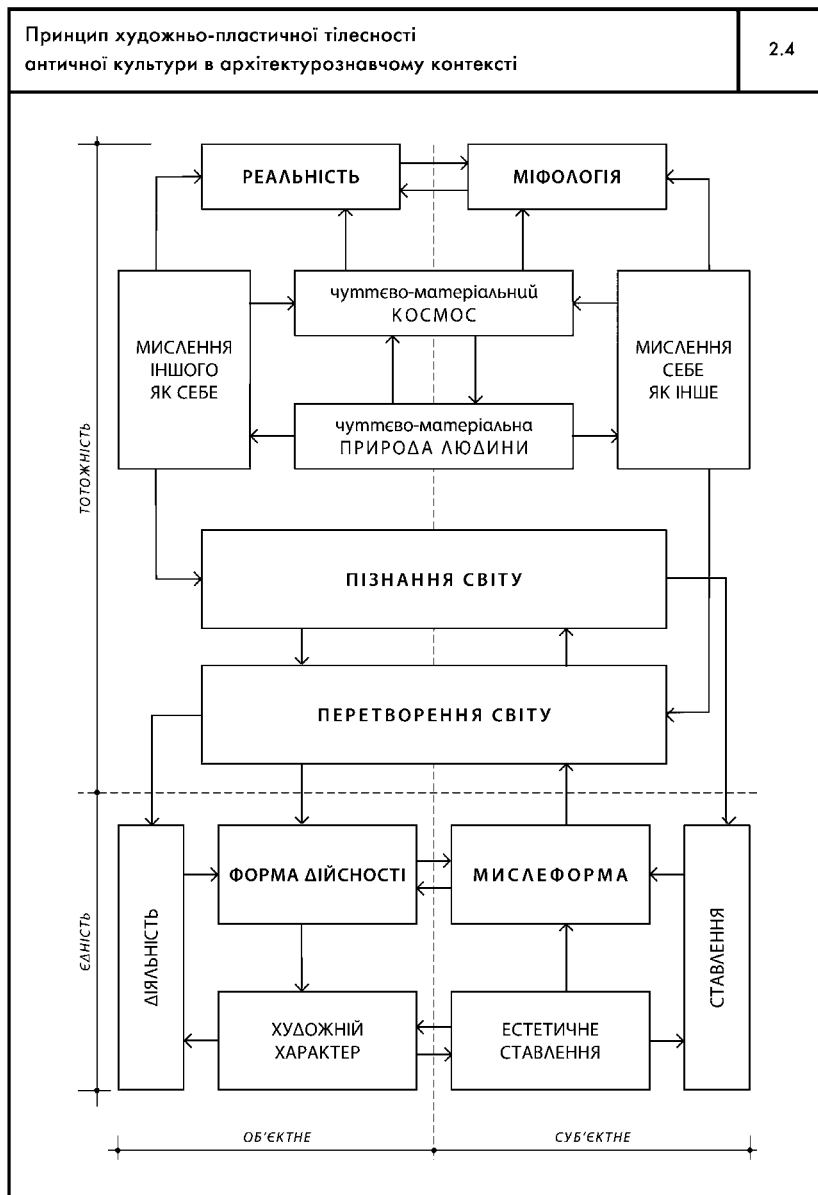 Принцип художньо-пластичної тілесності
античної культури в архітектурознавчому контексті
2.4
РЕАЛЬНІСТЬ
МІФОЛОГІЯ
чуттєво-матеріальний
КОСМОС
МИСЛЕННЯ
ІНШОГО
ЯК СЕБЕ
МИСЛЕННЯ
СЕБЕ
ЯК ІНШЕ
чуттєво-матеріальна
ПРИРОДА ЛЮДИНИ
ТОТОЖНІСТЬ
ПІЗНАННЯ СВІТУ
ПЕРЕТВОРЕННЯ СВІТУ
ЄДНІСТЬ
ДІЯЛЬНІСТЬ
ФОРМА ДІЙСНОСТІ
МИСЛЕФОРМА
СТАВЛЕННЯ
ХУДОЖНІЙ
ХАРАКТЕР
ЕСТЕТИЧНЕ
СТАВЛЕННЯ
ОБ'ЄКТНЕ
СУБ'ЄКТНЕ